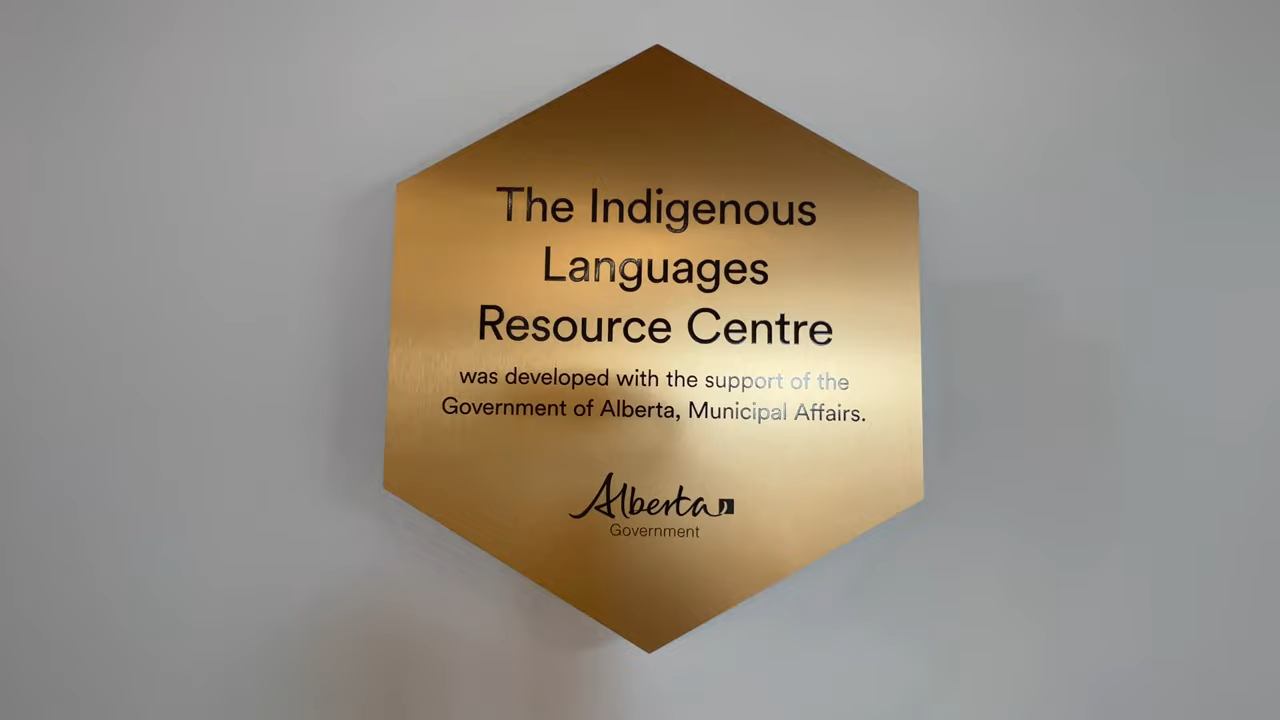 The Indigenous
Languages
Resource Centre
was developed with the support of the
Government of Alberta, Municipal Affairs.
Alberta
Government